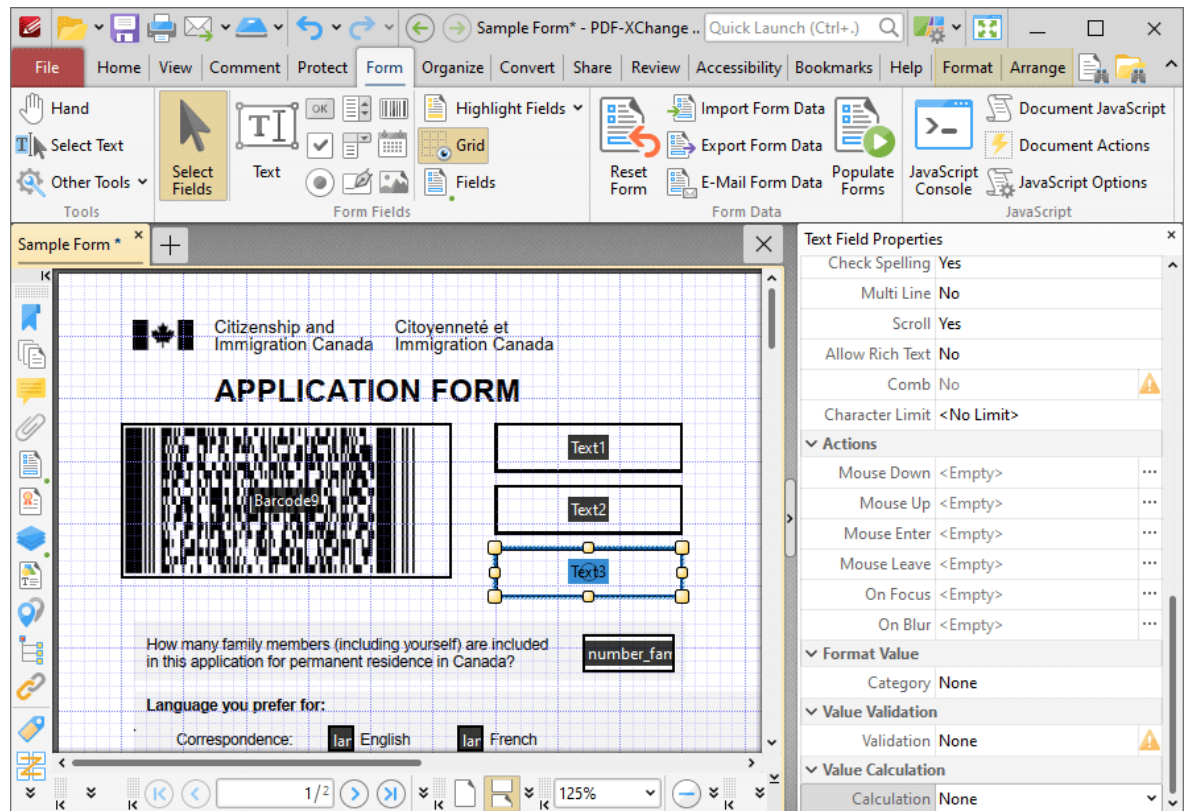 Sample Form* - PDF-XChange ..
Quick Launch (Ctrl+.)
File Home View Comment Protect Form Organize Convert Share Review Accessibility Bookmarks Help Format Arrange
Hand
Select Text
Other Tools
Tools
Select
Fields
Text
OK
Highlight Fields
Grid
Fields
Form Fields
Reset
Form
Import Form Data
Export Form Data
E-Mail Form Data
Populate
Forms
Form Data
JavaScript
Console
Document JavaScript
Document Actions
JavaScript Options
JavaScript
Sample Form *
Citizenship and
Immigration Canada
Citoyenneté et
Immigration Canada
APPLICATION FORM
Barcode9
Text1
Text2
Text3
How many family members (including yourself) are included
in this application for permanent residence in Canada?
number_fam
Language you prefer for:
Correspondence: lar English lar French
1/2
125%
Text Field Properties
Check Spelling Yes
Multi Line No
Scroll Yes
Allow Rich Text No
Comb No
Character Limit <No Limit>
Actions
Mouse Down <Empty> ...
Mouse Up <Empty> ...
Mouse Enter <Empty> ...
Mouse Leave <Empty> ...
On Focus <Empty> ...
On Blur <Empty> ...
Format Value
Category None
Value Validation
Validation None
Value Calculation
Calculation None